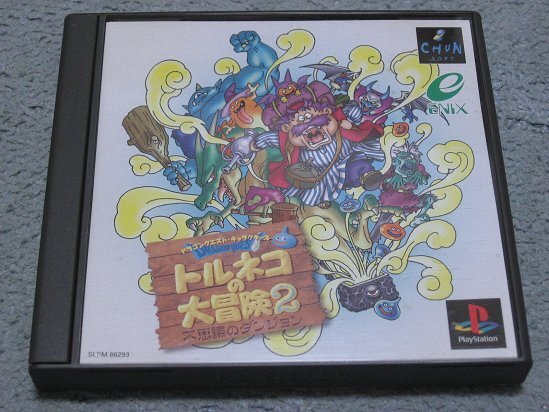 CHUN
SOFT
ENIX
ドラゴンクエスト・キャラクターズ
DRAGON QUEST
トルネコ
の
大冒険2
不思議のダンジョン
SLPM 86293
PlayStation